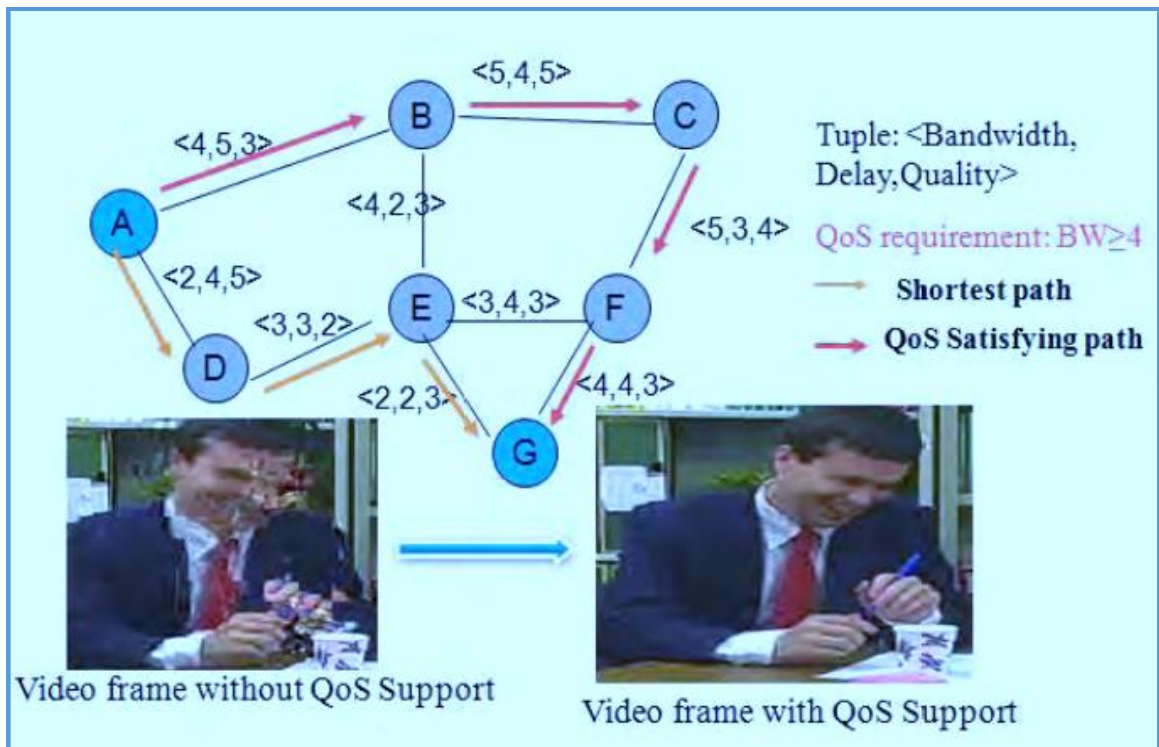 <5,4,5>
B
C
<4,5,3>
Tuple: <Bandwidth,
Delay,Quality>
A
<4,2,3>
<5,3,4>
QoS requirement: BW≥4
<2,4,5>
Shortest path
E
<3,4,3>
F
<3,3,2>
QoS Satisfying path
D
<2,2,3>
<4,4,3>
G
Video frame without QoS Support
Video frame with QoS Support